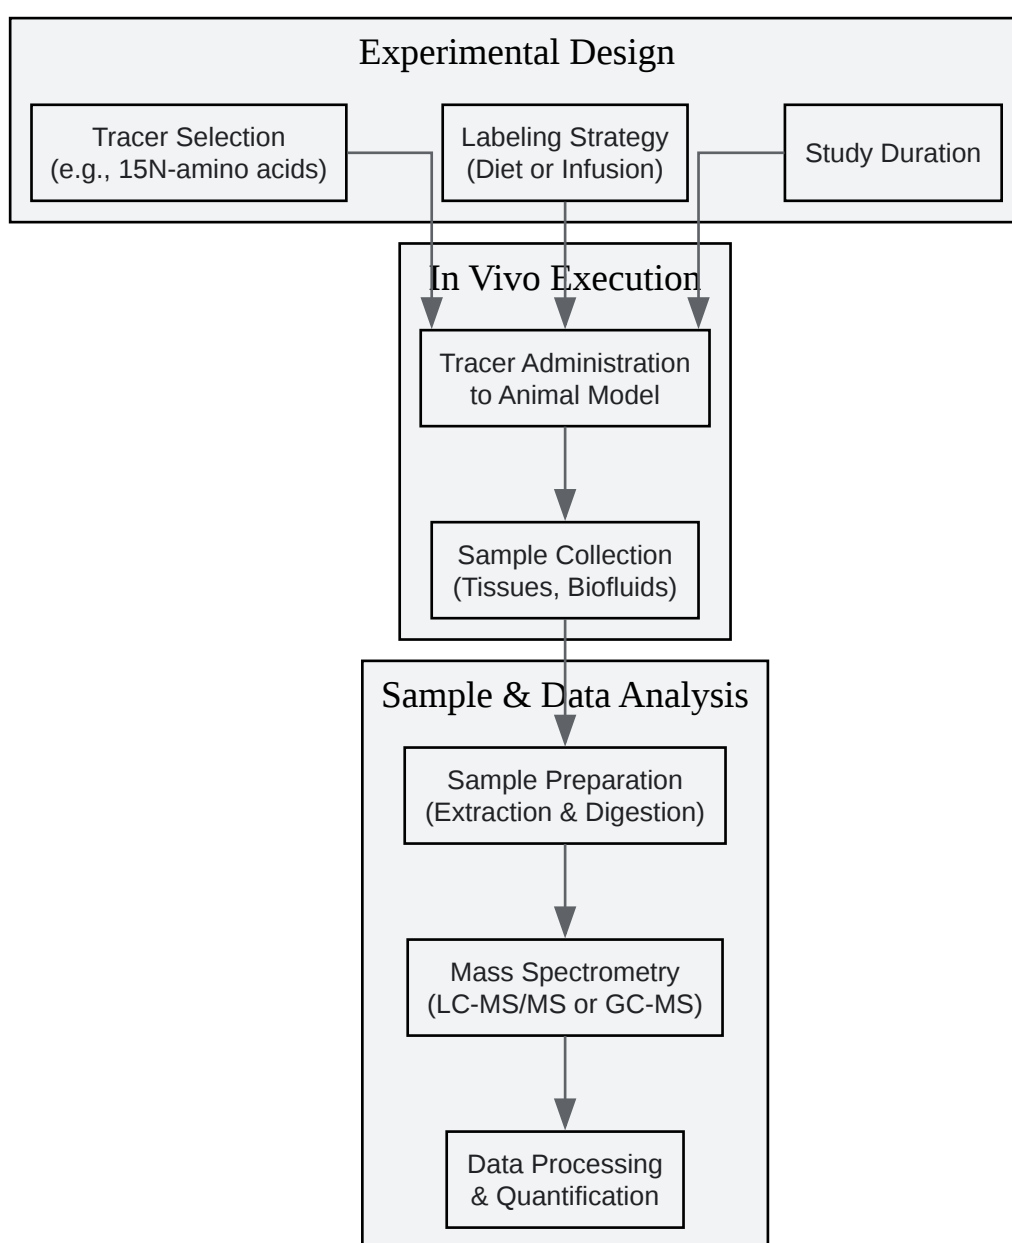 Experimental Design
Tracer Selection
(e.g., 15N-amino acids)
Labeling Strategy
(Diet or Infusion)
Study Duration
In Vivo Execution
Tracer Administration
to Animal Model
Sample Collection
(Tissues, Biofluids)
Sample & Data Analysis
Sample Preparation
(Extraction & Digestion)
Mass Spectrometry
(LC-MS/MS or GC-MS)
Data Processing
& Quantification